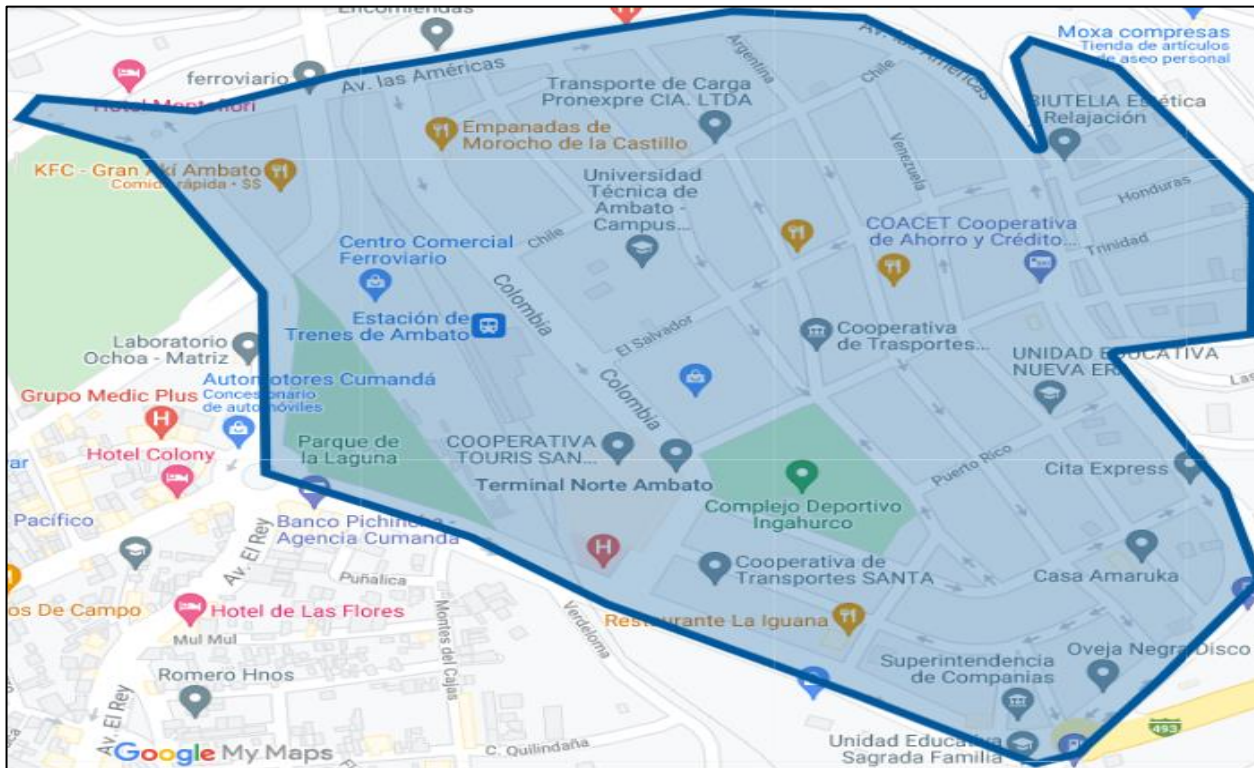 Encomiendas
Moxa compresas
Tienda de artículos
de aseo personal
ferroviario
Av. las Américas
Argentina
Chile
Av. las Américas
Hotel Montefiori
Transporte de Carga
Pronexpre CIA. LTDA
BIUTELIA Estética
Relajación
Empanadas de
Morocho de la Castillo
Venezuela
KFC - Gran Akí Ambato
Comida rápida • $$
Universidad
Técnica de
Ambato -
Campus...
Honduras
Trinidad
Chile
COACET Cooperativa
de Ahorro y Crédito...
Centro Comercial
Ferroviario
Colombia
Estación de
Trenes de Ambato
El Salvador
Cooperativa
de Trasportes...
Laboratorio
Ochoa - Matriz
UNIDAD EDUCATIVA
NUEVA ERA
Las
Automotores Cumandá
Concesionario
de automóviles
Colombia
Grupo Medic Plus
Hotel Colony
Parque de
la Laguna
COOPERATIVA
TOURIS SAN...
Puerto Rico
Cita Express
Terminal Norte Ambato
Complejo Deportivo
Ingahurco
Pacífico
Banco Pichincha -
Agencia Cumandá
Av. El Rey
Puñalica
Cooperativa de
Transportes SANTA
Casa Amaruka
os De Campo
Hotel de Las Flores
Montes del Cajas
Verdeloma
Restaurante La Iguana
Mul Mul
Oveja Negra Disco
Superintendencia
de Companias
Romero Hnos
Av. El Rey
493
Google My Maps
C. Quilindaña
Unidad Educativa
Sagrada Familia